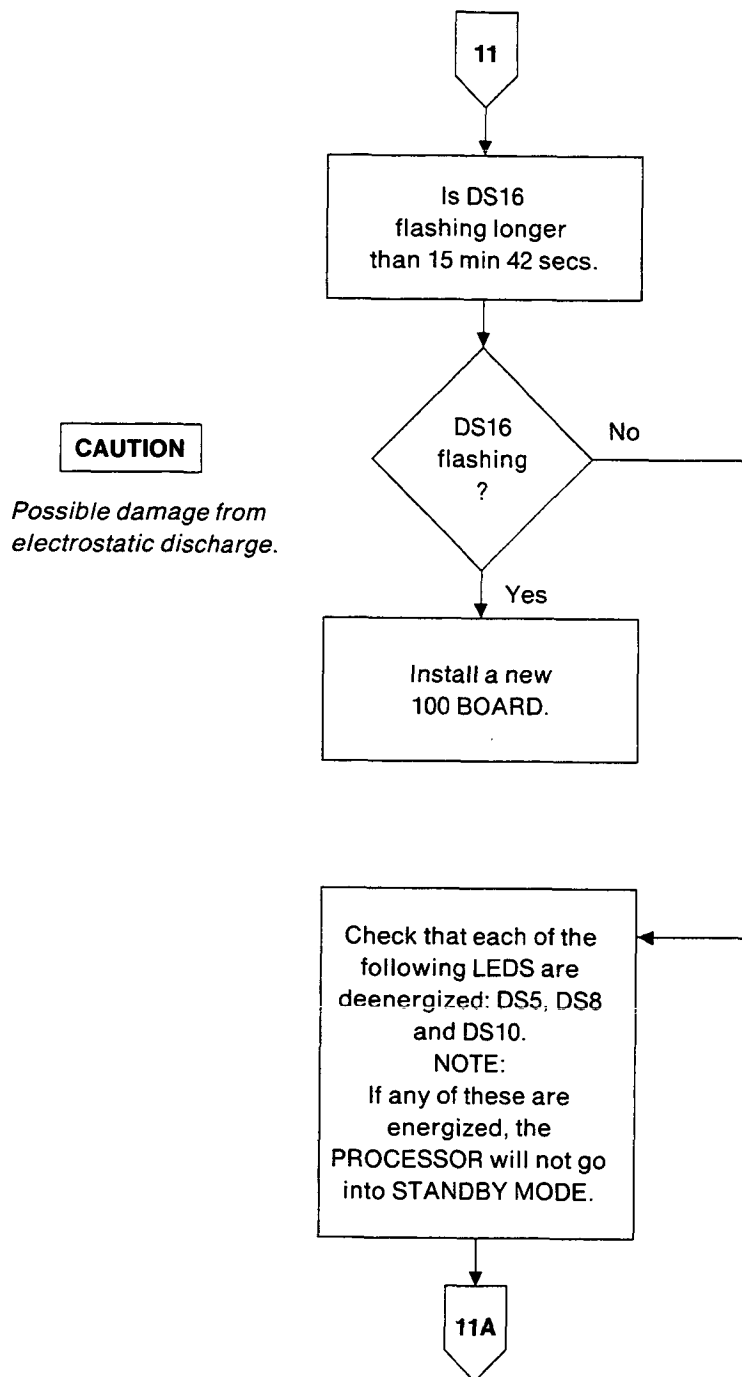 11
Is DS16
flashing longer
than 15 min 42 secs.
DS16
flashing
?
No
CAUTION
Possible damage from
electrostatic discharge.
Yes
Install a new
100 BOARD.
Check that each of the
following LEDS are
deenergized: DS5, DS8
and DS10.
NOTE:
If any of these are
energized, the
PROCESSOR will not go
into STANDBY MODE.
11A